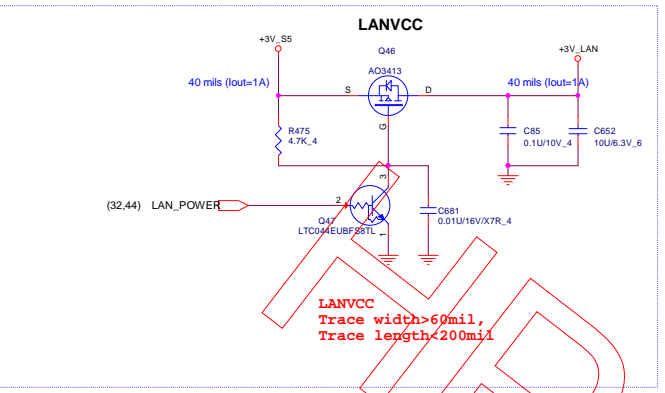 LANVCC
+3V_S5
Q46
+3V_LAN
AO3413
40 mils (Iout=1A)
S
D
40 mils (Iout=1A)
G
R475
4.7K_4
C85
0.1U/10V_4
C652
10U/6.3V_6
3
(32,44)
LAN_POWER
2
Q47
LTC044EUBFS8TL
1
C681
0.01U/16V/X7R_4
LANVCC
Trace width>60mil,
Trace length<200mil